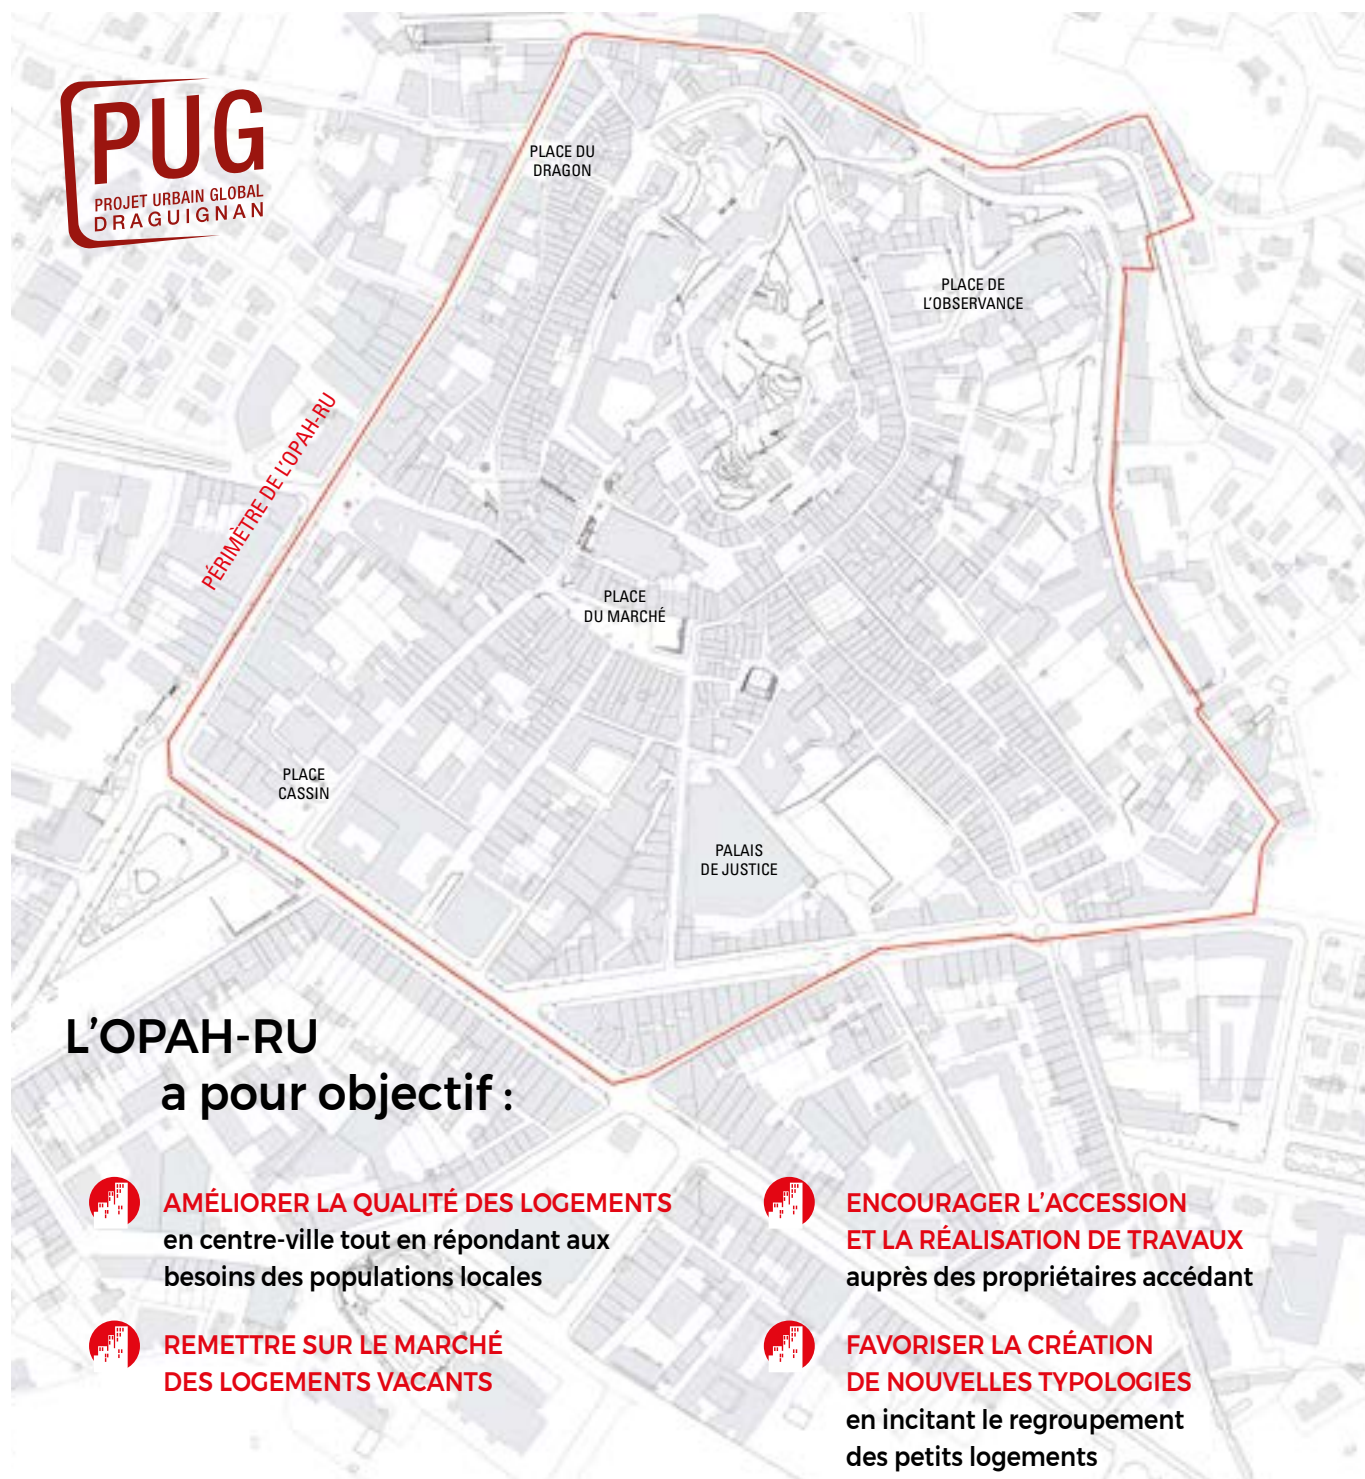 PUG
PROJET URBAIN GLOBAL
DRAGUIGNAN
PLACE DU
DRAGON
PLACE DE
L'OBSERVANCE
PÉRIMÈTRE DE L'OPAH-RU
PLACE
DU MARCHÉ
PLACE
CASSIN
PALAIS
DE JUSTICE
L'OPAH-RU
a pour objectif :
AMÉLIORER LA QUALITÉ DES LOGEMENTS
en centre-ville tout en répondant aux
besoins des populations locales
REMETTRE SUR LE MARCHÉ
DES LOGEMENTS VACANTS
ENCOURAGER L'ACCESSION
ET LA RÉALISATION DE TRAVAUX
auprès des propriétaires accédant
FAVORISER LA CRÉATION
DE NOUVELLES TYPOLOGIES
en incitant le regroupement
des petits logements